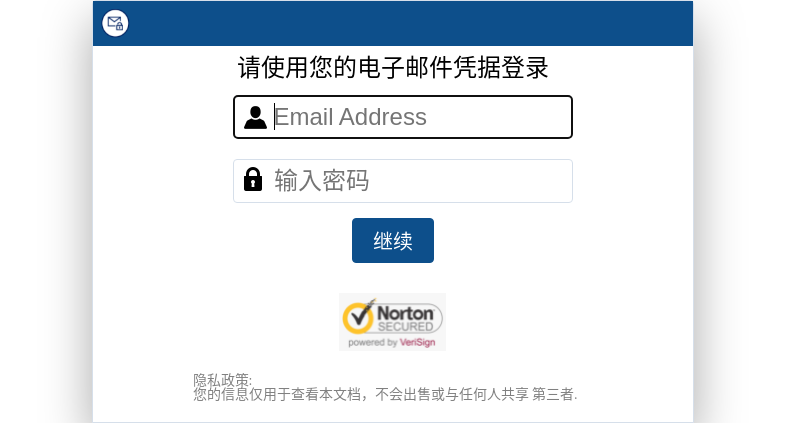 请使用您的电子邮件凭据登录
Email Address
输入密码
继续
Norton
SECURED
powered by VeriSign
隐私政策:
您的信息仅用于查看本文档，不会出售或与任何人共享 第三者.